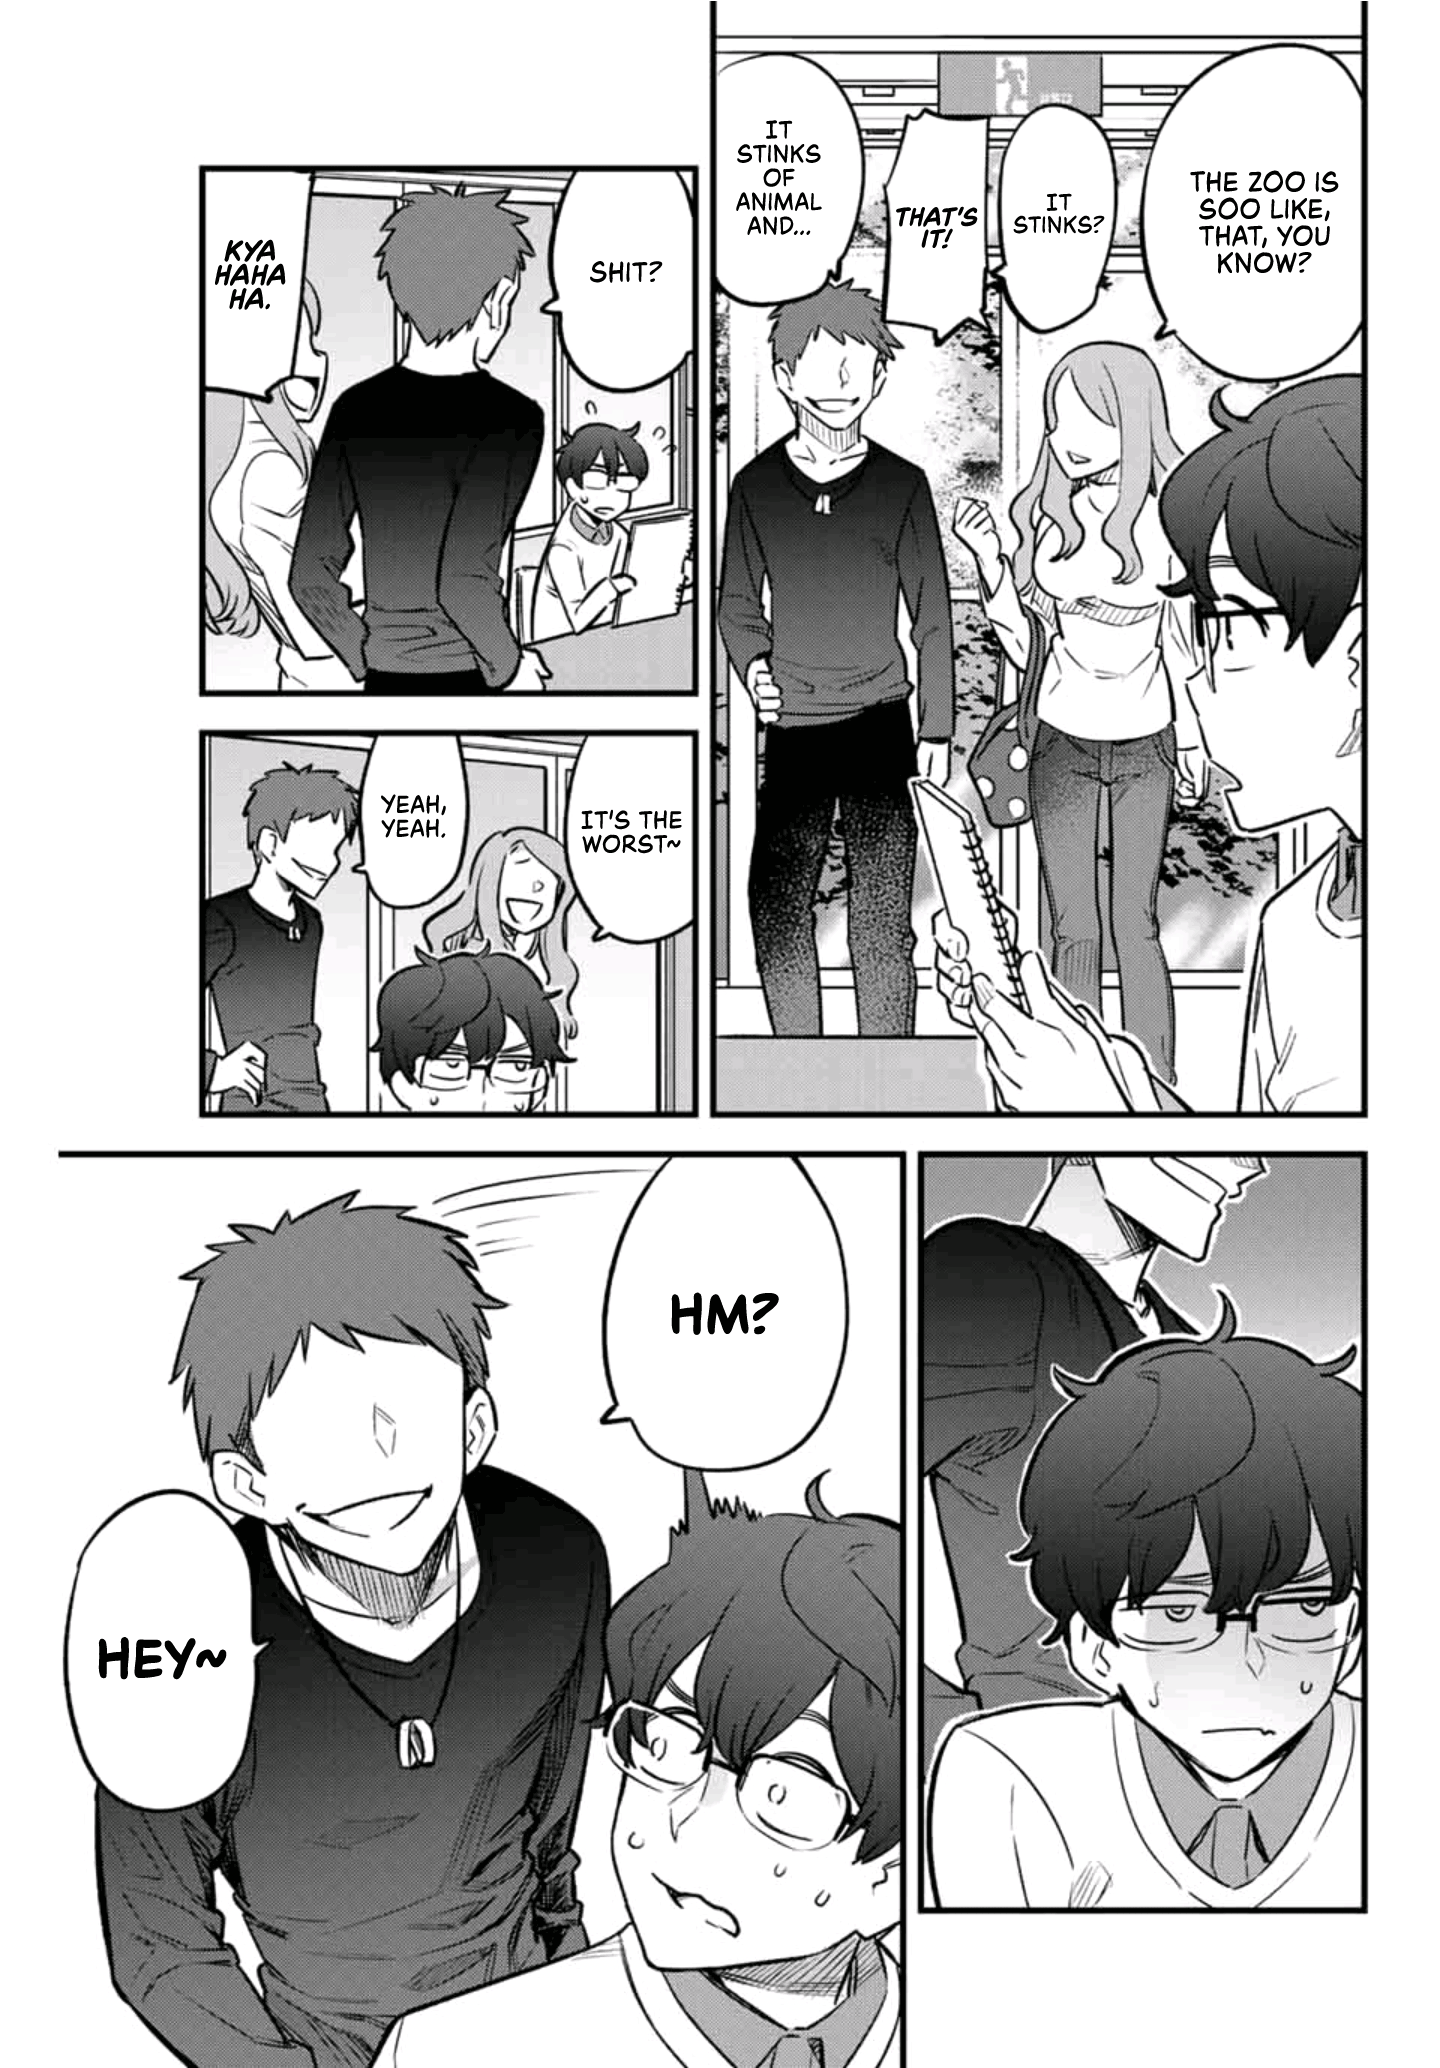 THE ZOO IS
SOO LIKE,
THAT, YOU
KNOW?
IT
STINKS?
THAT'S
IT!
IT
STINKS
OF
ANIMAL
AND...
SHIT?
KYA
HAHA
HA.
IT'S THE
WORST~
YEAH,
YEAH.
HM?
HEY~